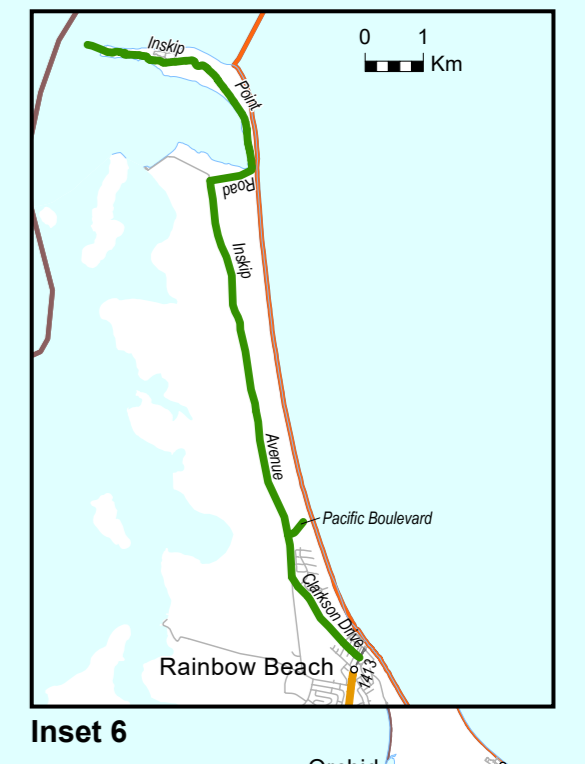 Inskip
0 1
Km
Point
Road
Inskip
Avenue
Pacific Boulevard
Clarkson Drive
Rainbow Beach
1413
Inset 6